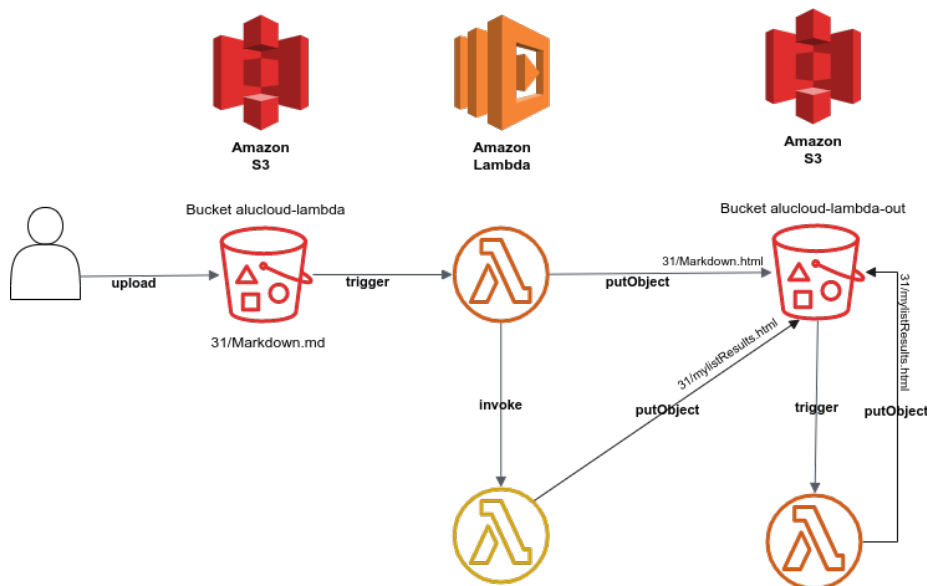 Amazon
S3
Amazon
Lambda
Amazon
S3
Bucket alucloud-lambda
Bucket alucloud-lambda-out
upload
trigger
31/Markdown.html
putObject
31/Markdown.md
31/mylistResults.html
31/mylistResults.html
invoke
putObject
trigger
putObject